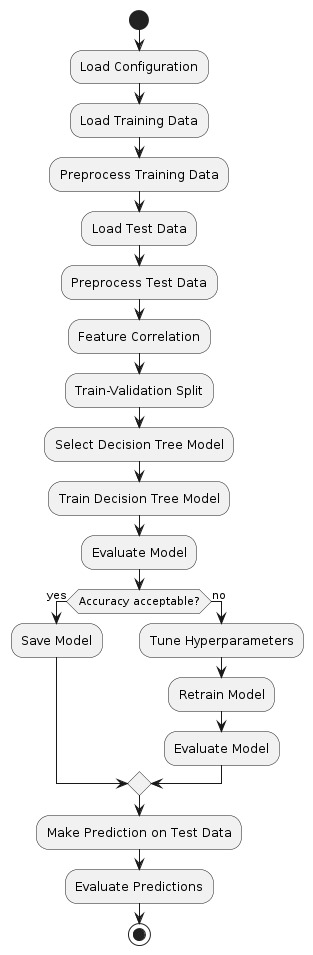 Load Configuration
Load Training Data
Preprocess Training Data
Load Test Data
Preprocess Test Data
Feature Correlation
Train-Validation Split
Select Decision Tree Model
Train Decision Tree Model
Evaluate Model
yes
Accuracy acceptable?
no
Save Model
Tune Hyperparameters
Retrain Model
Evaluate Model
Make Prediction on Test Data
Evaluate Predictions